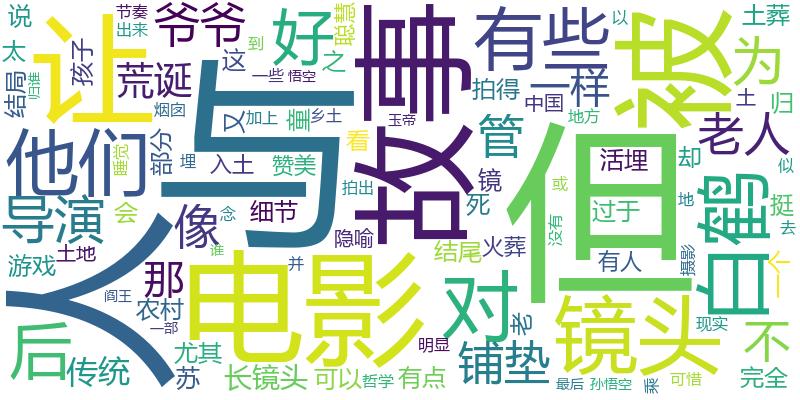 说
节奏
出来
爷爷
聪慧
好
故事
有些
被
土葬
太
让
孩子
这
到
之
以
为
结局
归谁
荒诞
一些
悟空
一样
拍得
中国
土
归
烟囱
又
加上
童
乡土
玉帝
管
地方
他们
与
部分
睡觉
埋
入土
赞美
看
但
活埋
老人
却
似
导演
会
像
细节
念
拍出
镜
死
没有
或
过于
地
白鹤
挺
去
人
游戏
土地
那
谁
隐喻
结尾
火葬
有人
摄影
一个
阎王
农村
电影
并
对
老
镜头
现实
不
后
传统
一部
尤其
苏
长镜头
可以
哲学
明显
有点
铺垫
最后
孙悟空
乘
可惜
完全